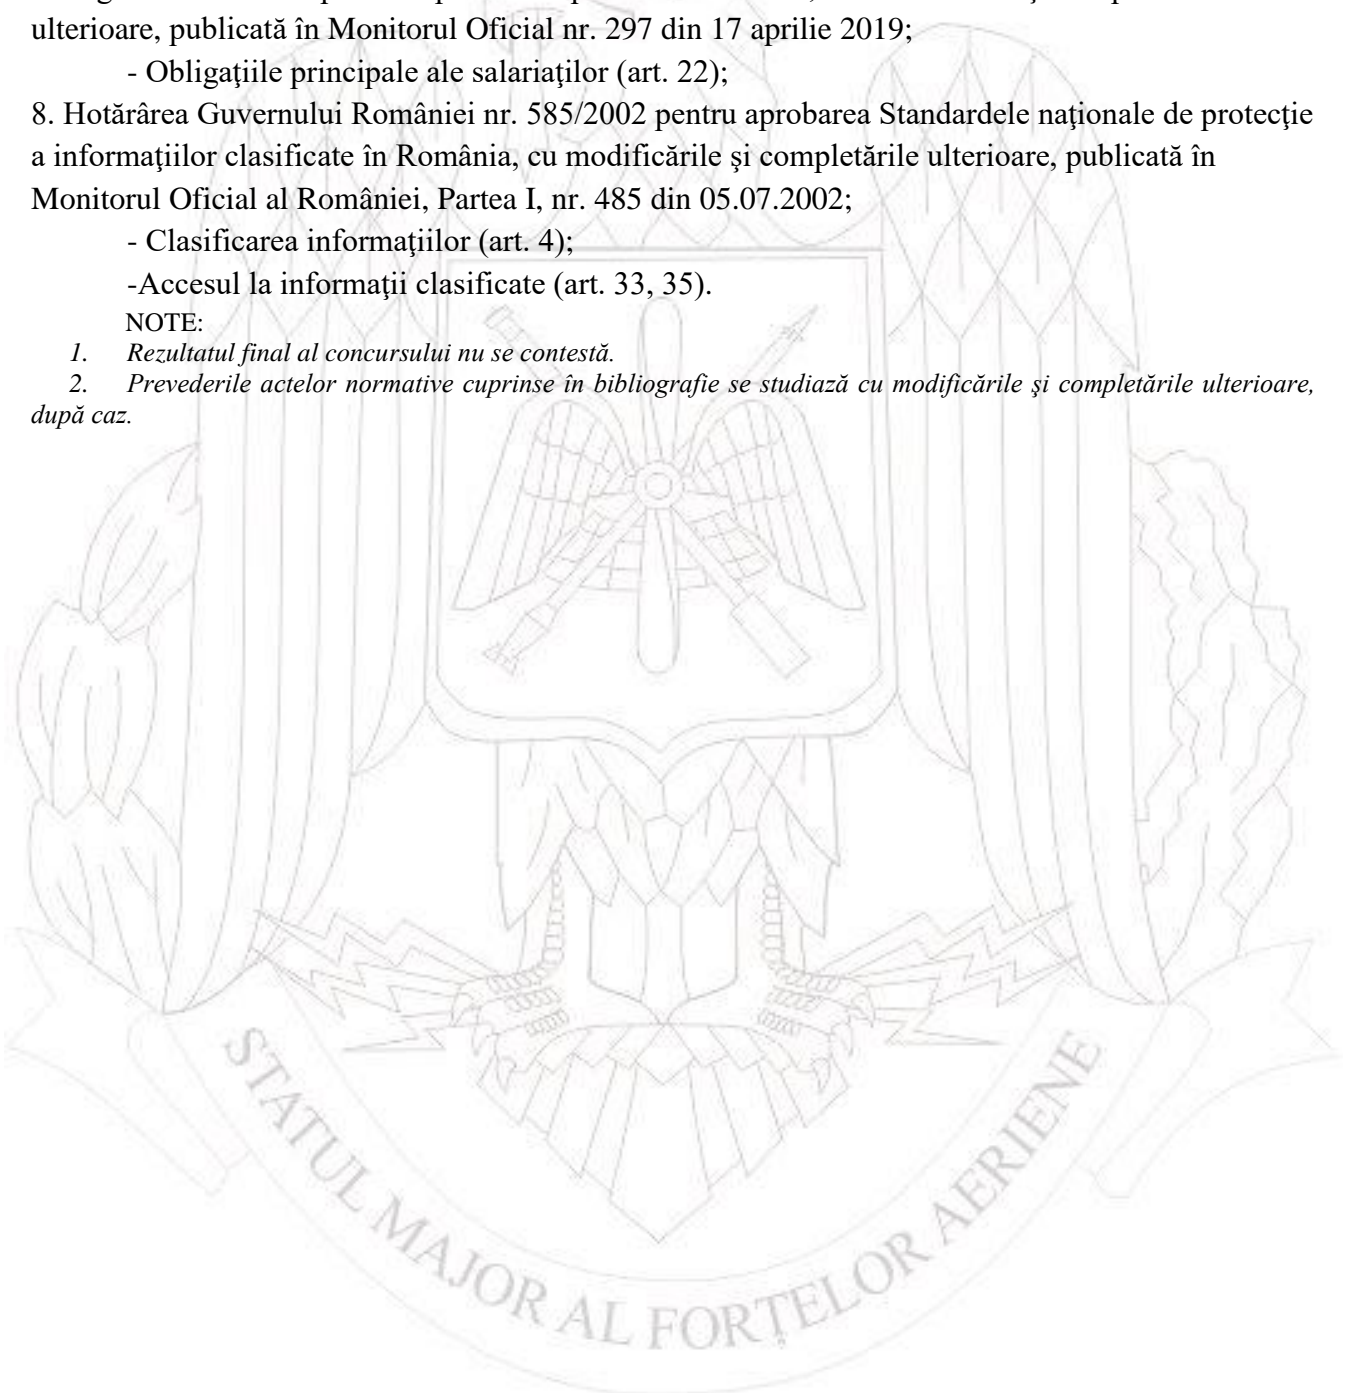 ulterioare, publicată în Monitorul Oficial nr. 297 din 17 aprilie 2019;
- Obligaţiile principale ale salariaţilor (art. 22);
8. Hotărârea Guvernului României nr. 585/2002 pentru aprobarea Standardele naţionale de protecţie
a informaţiilor clasificate în România, cu modificările şi completările ulterioare, publicată în
Monitorul Oficial al României, Partea I, nr. 485 din 05.07.2002;
- Clasificarea informaţiilor (art. 4);
-Accesul la informaţii clasificate (art. 33, 35).
NOTE:
1. Rezultatul final al concursului nu se contestă.
2. Prevederile actelor normative cuprinse în bibliografie se studiază cu modificările şi completările ulterioare,
după caz.
STATUL MAJOR AL FORȚELOR AERIENE